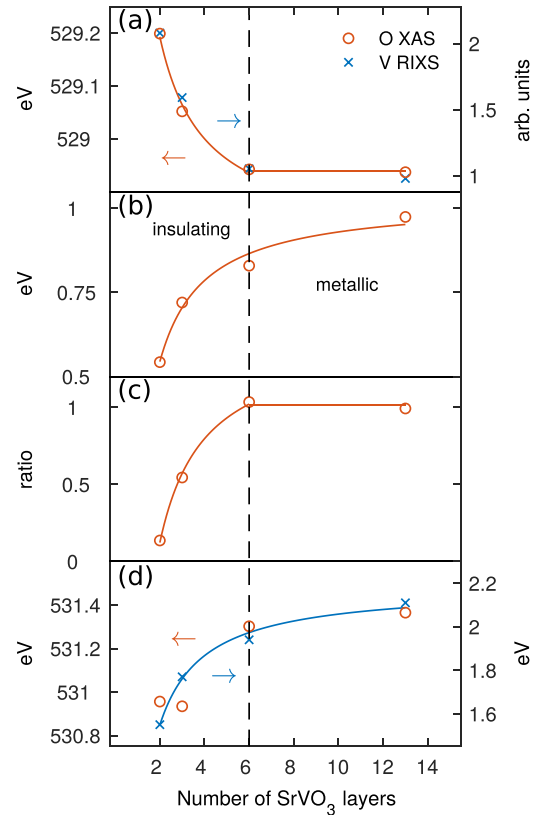 (a)
O XAS
V RIXS
529.2
529.1
529
eV
2
1.5
1
arb. units
(b)
insulating
metallic
1
0.75
0.5
eV
(c)
1
0.5
0
ratio
(d)
531.4
531.2
531
530.8
eV
2.2
2
1.8
1.6
eV
2 4 6 8 10 12 14
Number of SrVO3 layers